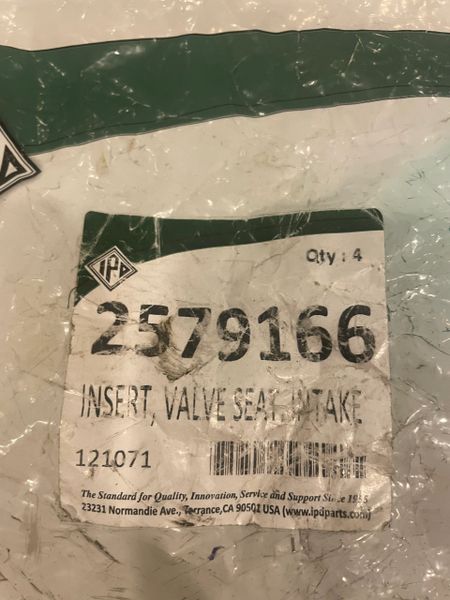 IPD
Qty : 4
2579166
INSERT, VALVE SEAT, INTAKE
121071
The Standard for Quality, Innovation, Service and Support Since 1955
23231 Normandie Ave., Torrance, CA 90501 USA (www.ipdparts.com)